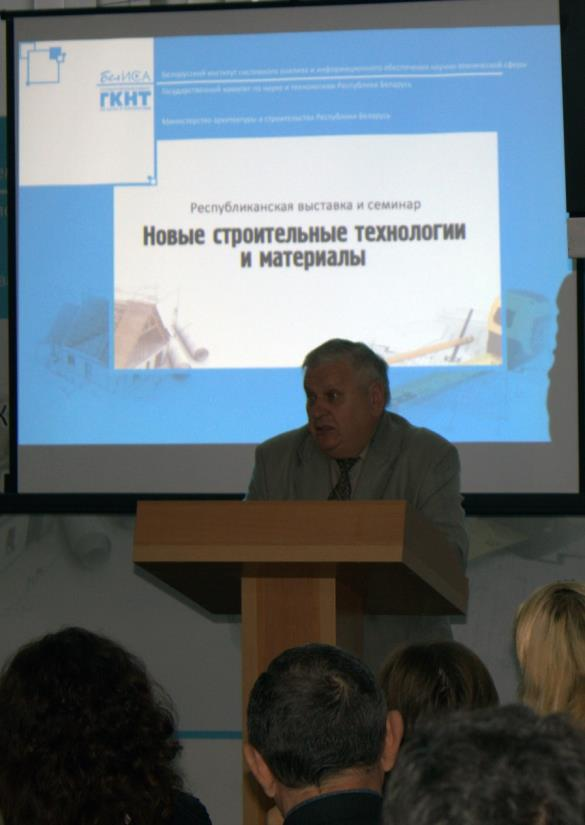 БелИСА
ГКНТ
Белорусский институт системного анализа и информационного обеспечения научно-технической сферы
Государственный комитет по науке и технологиям Республики Беларусь
Министерство архитектуры и строительства Республики Беларусь
Республиканская выставка и семинар
Новые строительные технологии
и материалы